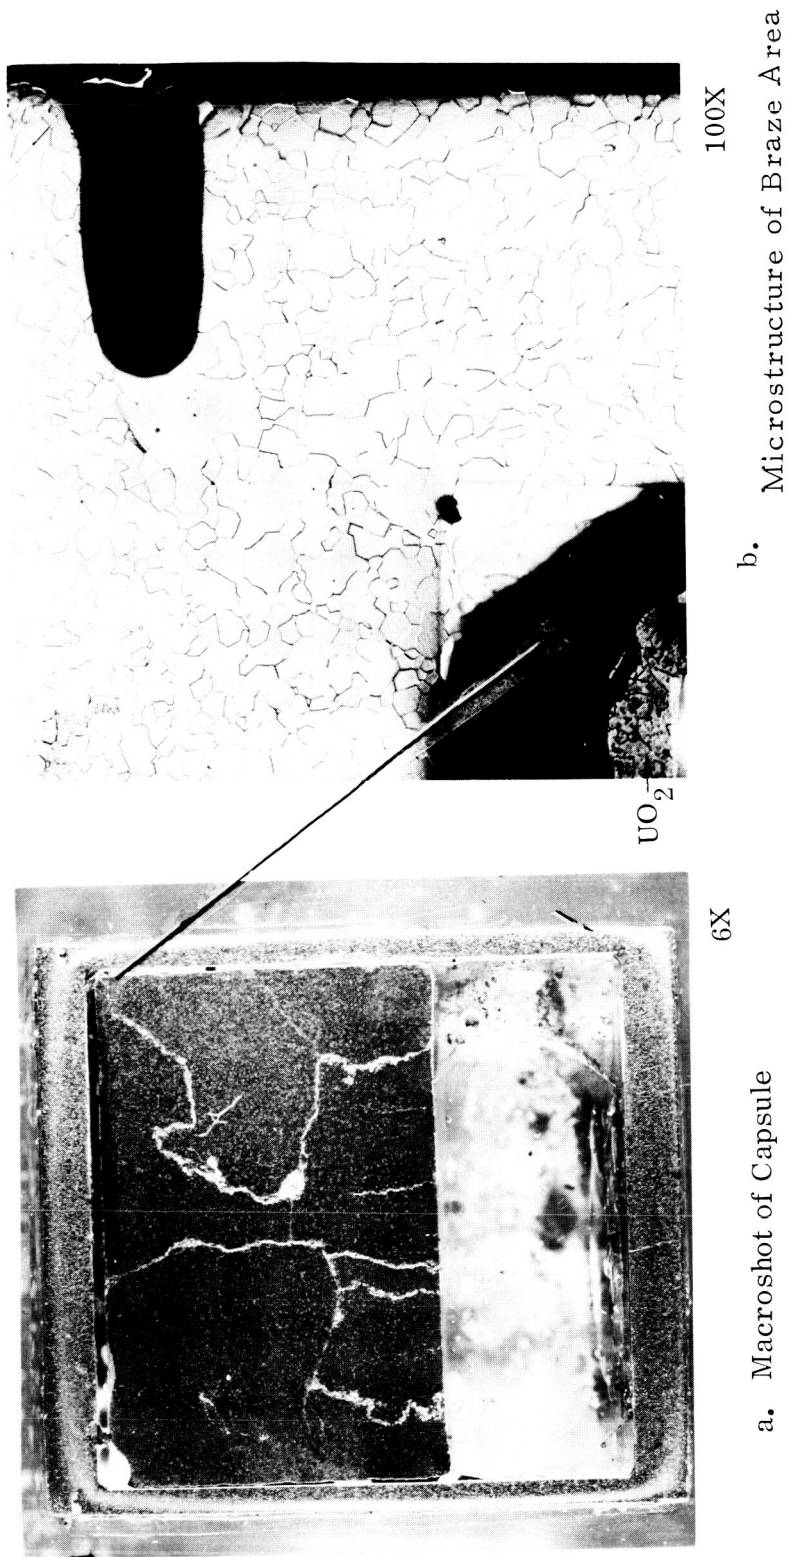 6X
a. Macroshot of Capsule
UO2
100X
b. Microstructure of Braze Area